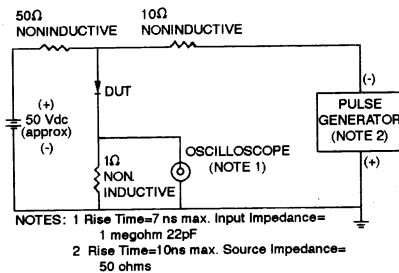 50Ω
NONINDUCTIVE
10Ω
NONINDUCTIVE
DUT
(+)
50 Vdc
(approx)
(-)
1Ω
NON.
INDUCTIVE
OSCILLOSCOPE
(NOTE 1)
(-)
PULSE
GENERATOR
(NOTE 2)
(+)
NOTES: 1 Rise Time=7 ns max. Input Impedance=
1 megohm 22pF
2 Rise Time=10ns max. Source Impedance=
50 ohms